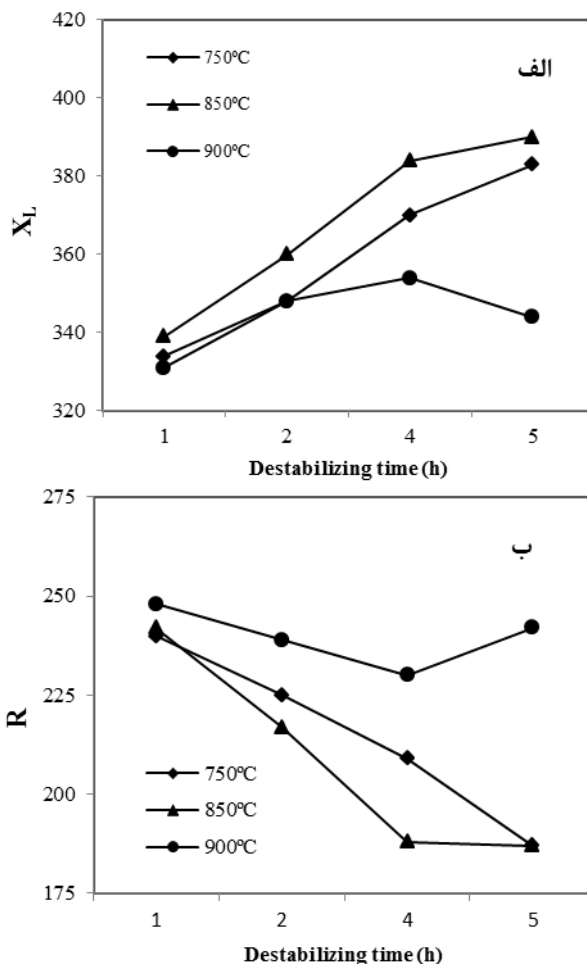 420
400
380
360
340
320
X_L
750ºC
850ºC
900ºC
الف
1 2 4 5
Destabilizing time (h)
275
250
225
200
175
R
ب
750ºC
850ºC
900ºC
1 2 4 5
Destabilizing time (h)